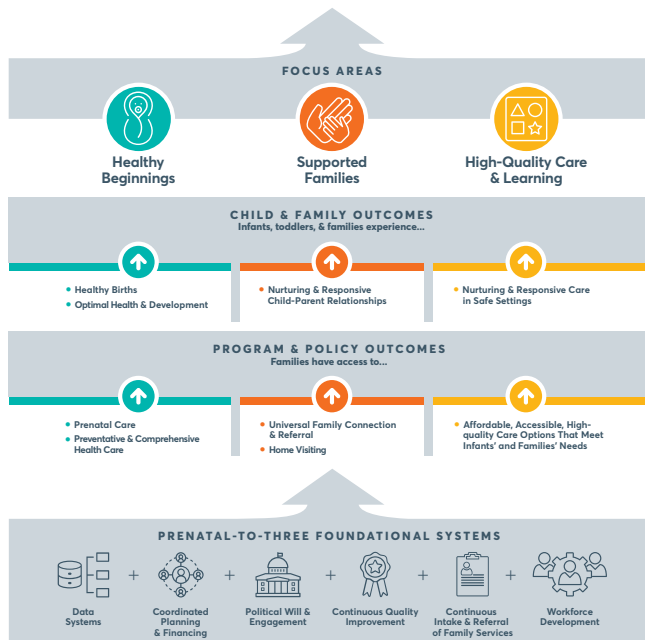 FOCUS AREAS
Healthy
Beginnings
Supported
Families
High-Quality Care
& Learning
CHILD & FAMILY OUTCOMES
Infants, toddlers, & families experience...
• Healthy Births
• Optimal Health & Development
• Nurturing & Responsive
Child-Parent Relationships
• Nurturing & Responsive Care
in Safe Settings
PROGRAM & POLICY OUTCOMES
Families have access to...
• Prenatal Care
• Preventative & Comprehensive
Health Care
• Universal Family Connection
& Referral
• Home Visiting
• Affordable, Accessible, High-
quality Care Options That Meet
Infants' and Families' Needs
PRENATAL-TO-THREE FOUNDATIONAL SYSTEMS
Data
Systems
+
Coordinated
Planning
& Financing
+
Political Will &
Engagement
+
Continuous Quality
Improvement
+
Continuous
Intake & Referral
of Family Services
+
Workforce
Development